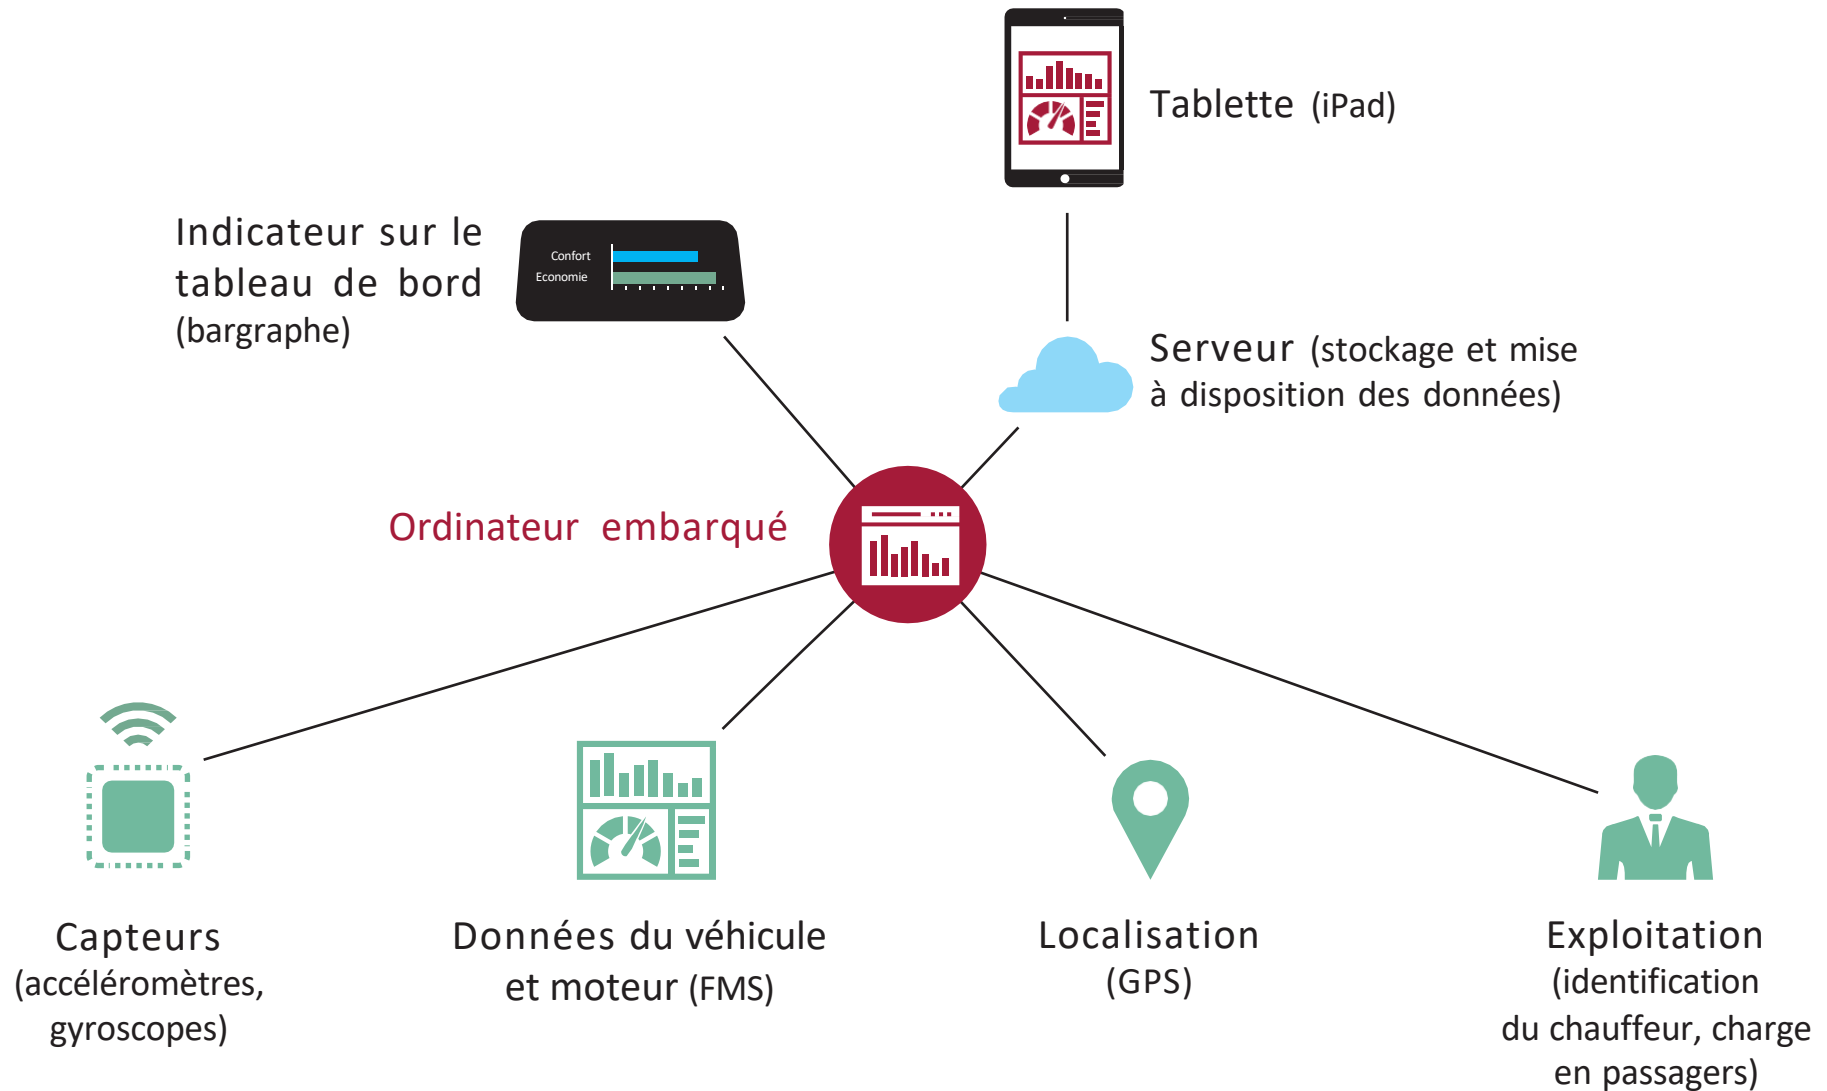 Tablette (iPad)
Indicateur sur le
tableau de bord
(bargraphe)
Confort
Economie
Serveur (stockage et mise
à disposition des données)
Ordinateur embarqué
Capteurs
(accéléromètres,
gyroscopes)
Données du véhicule
et moteur (FMS)
Localisation
(GPS)
Exploitation
(identification
du chauffeur, charge
en passagers)